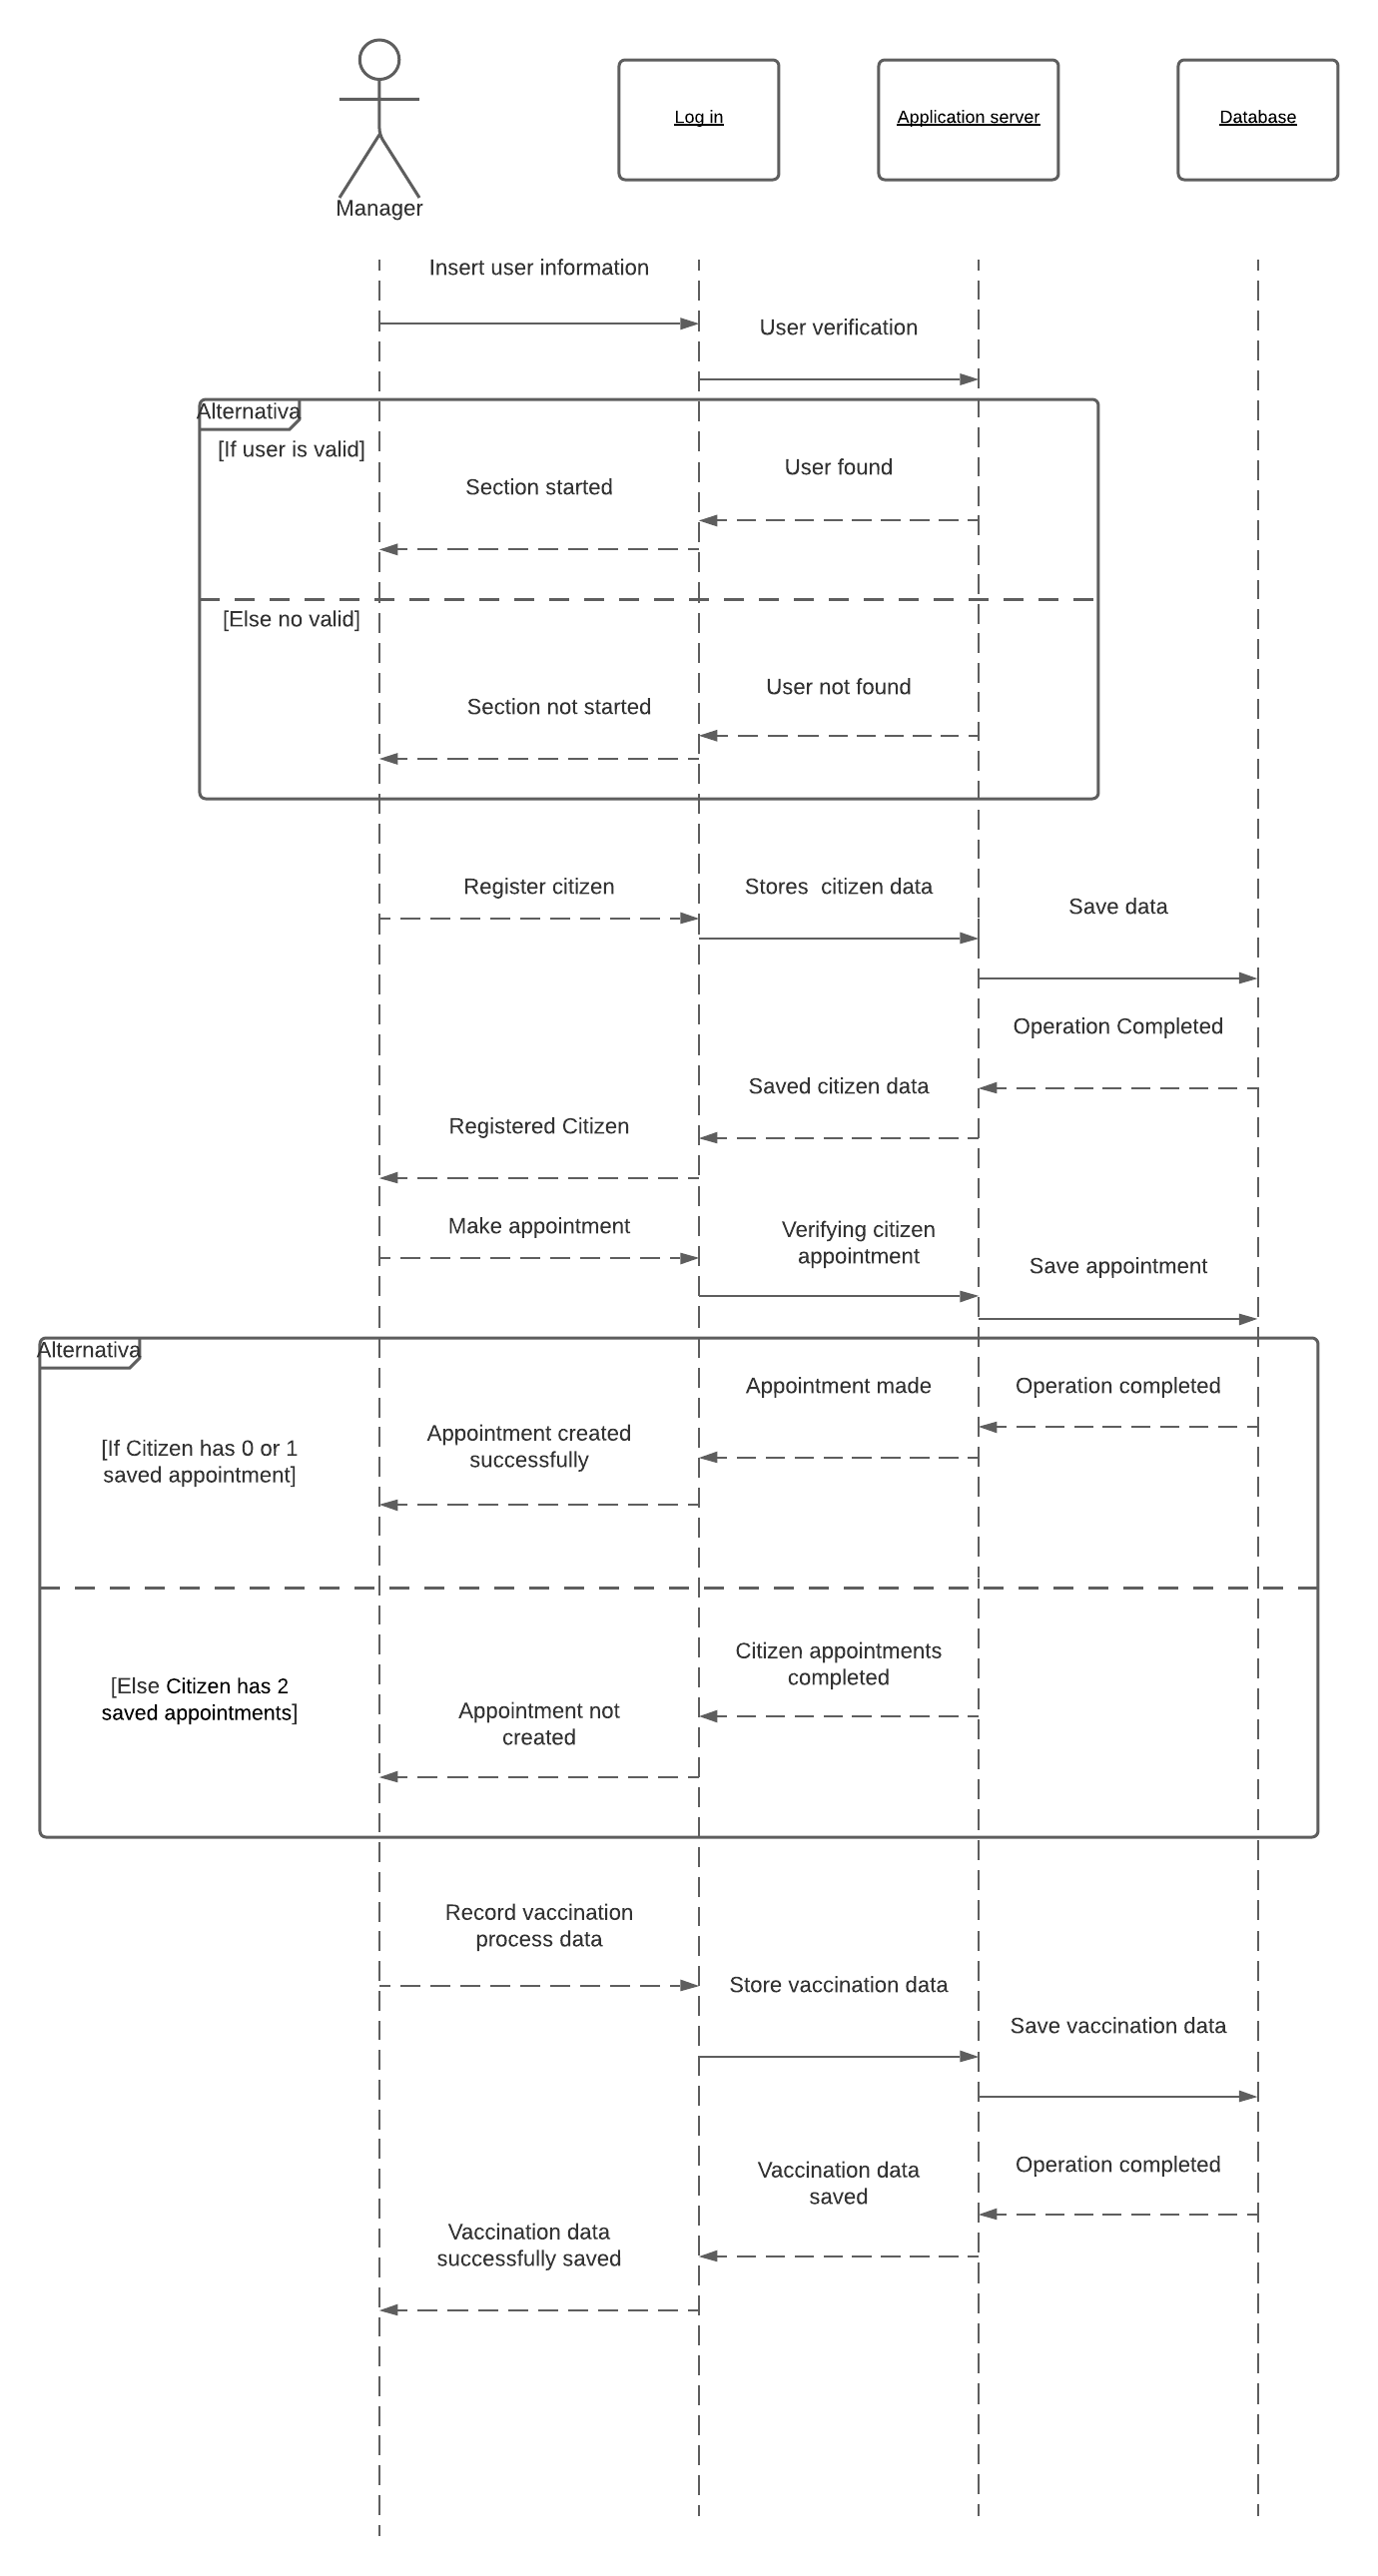 Log in
Application server
Database
Manager
Insert user information
User verification
Alternativa
[If user is valid]
User found
Section started
[Else no valid]
User not found
Section not started
Register citizen
Stores  citizen data
Save data
Operation Completed
Saved citizen data
Registered Citizen
Make appointment
Verifying citizen
appointment
Save appointment
Alternativa
Appointment made
Operation completed
Appointment created
successfully
[If Citizen has 0 or 1
saved appointment]
Citizen appointments
completed
[Else Citizen has 2
saved appointments]
Appointment not
created
Record vaccination
process data
Store vaccination data
Save vaccination data
Operation completed
Vaccination data
saved
Vaccination data
successfully saved